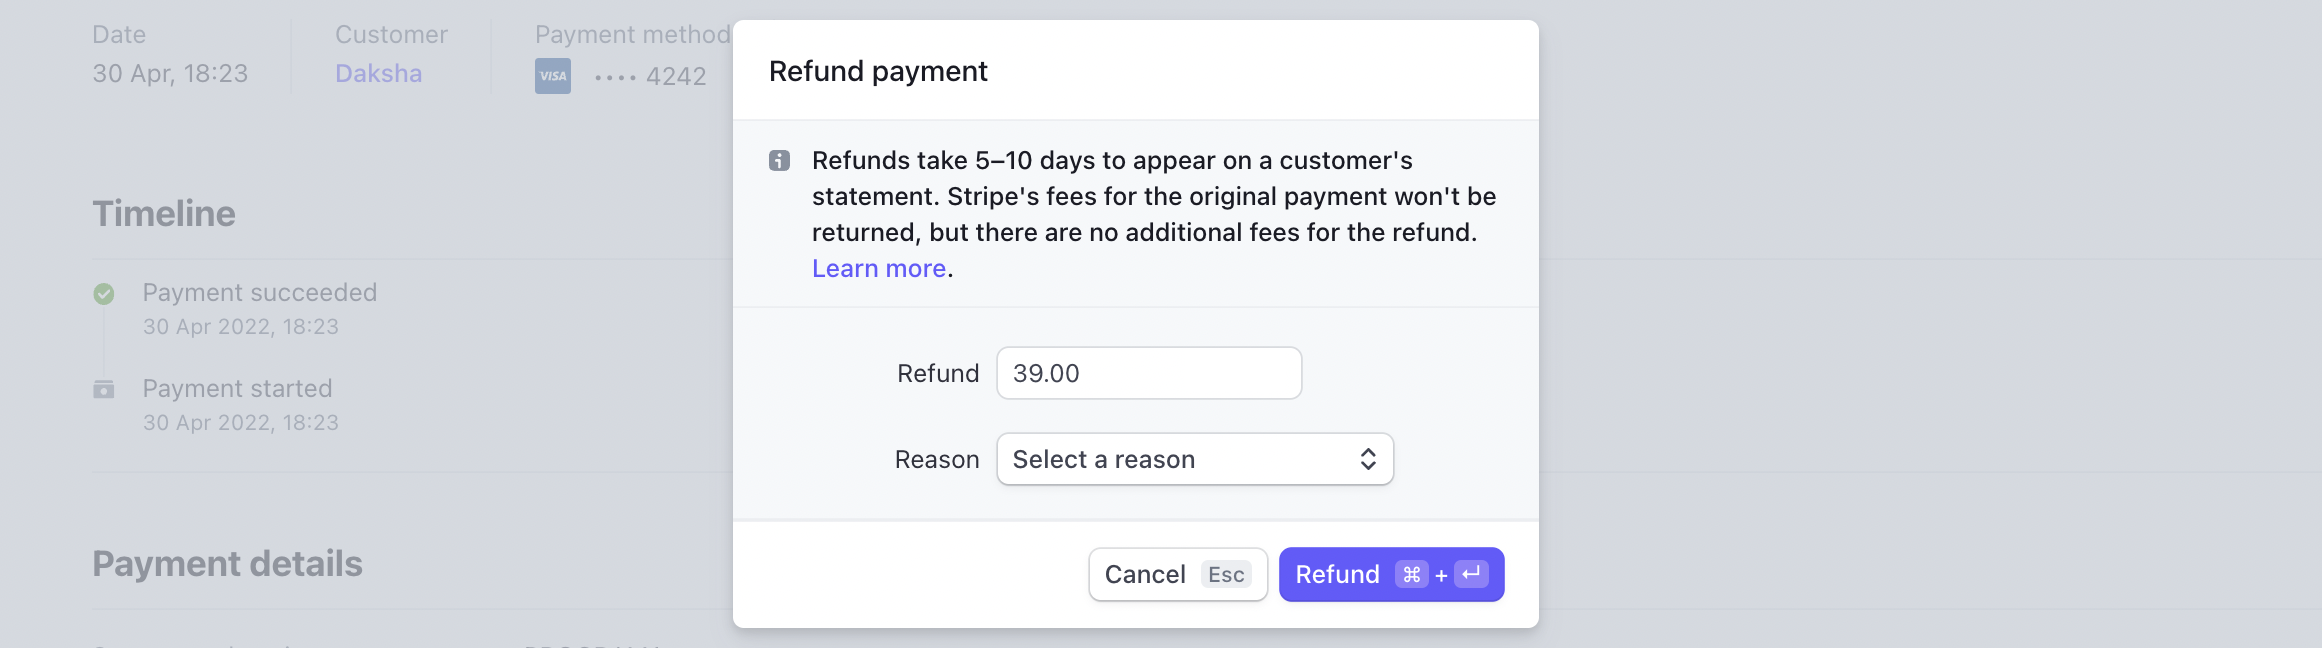 Date
30 Apr, 18:23
Customer
Daksha
Payment method
VISA •••• 4242
Timeline
Payment succeeded
30 Apr 2022, 18:23
Payment started
30 Apr 2022, 18:23
Payment details
Refund payment
Refunds take 5–10 days to appear on a customer's
statement. Stripe's fees for the original payment won't be
returned, but there are no additional fees for the refund.
Learn more.
Refund 39.00
Reason Select a reason
Cancel Esc
Refund ⌘ + ↵